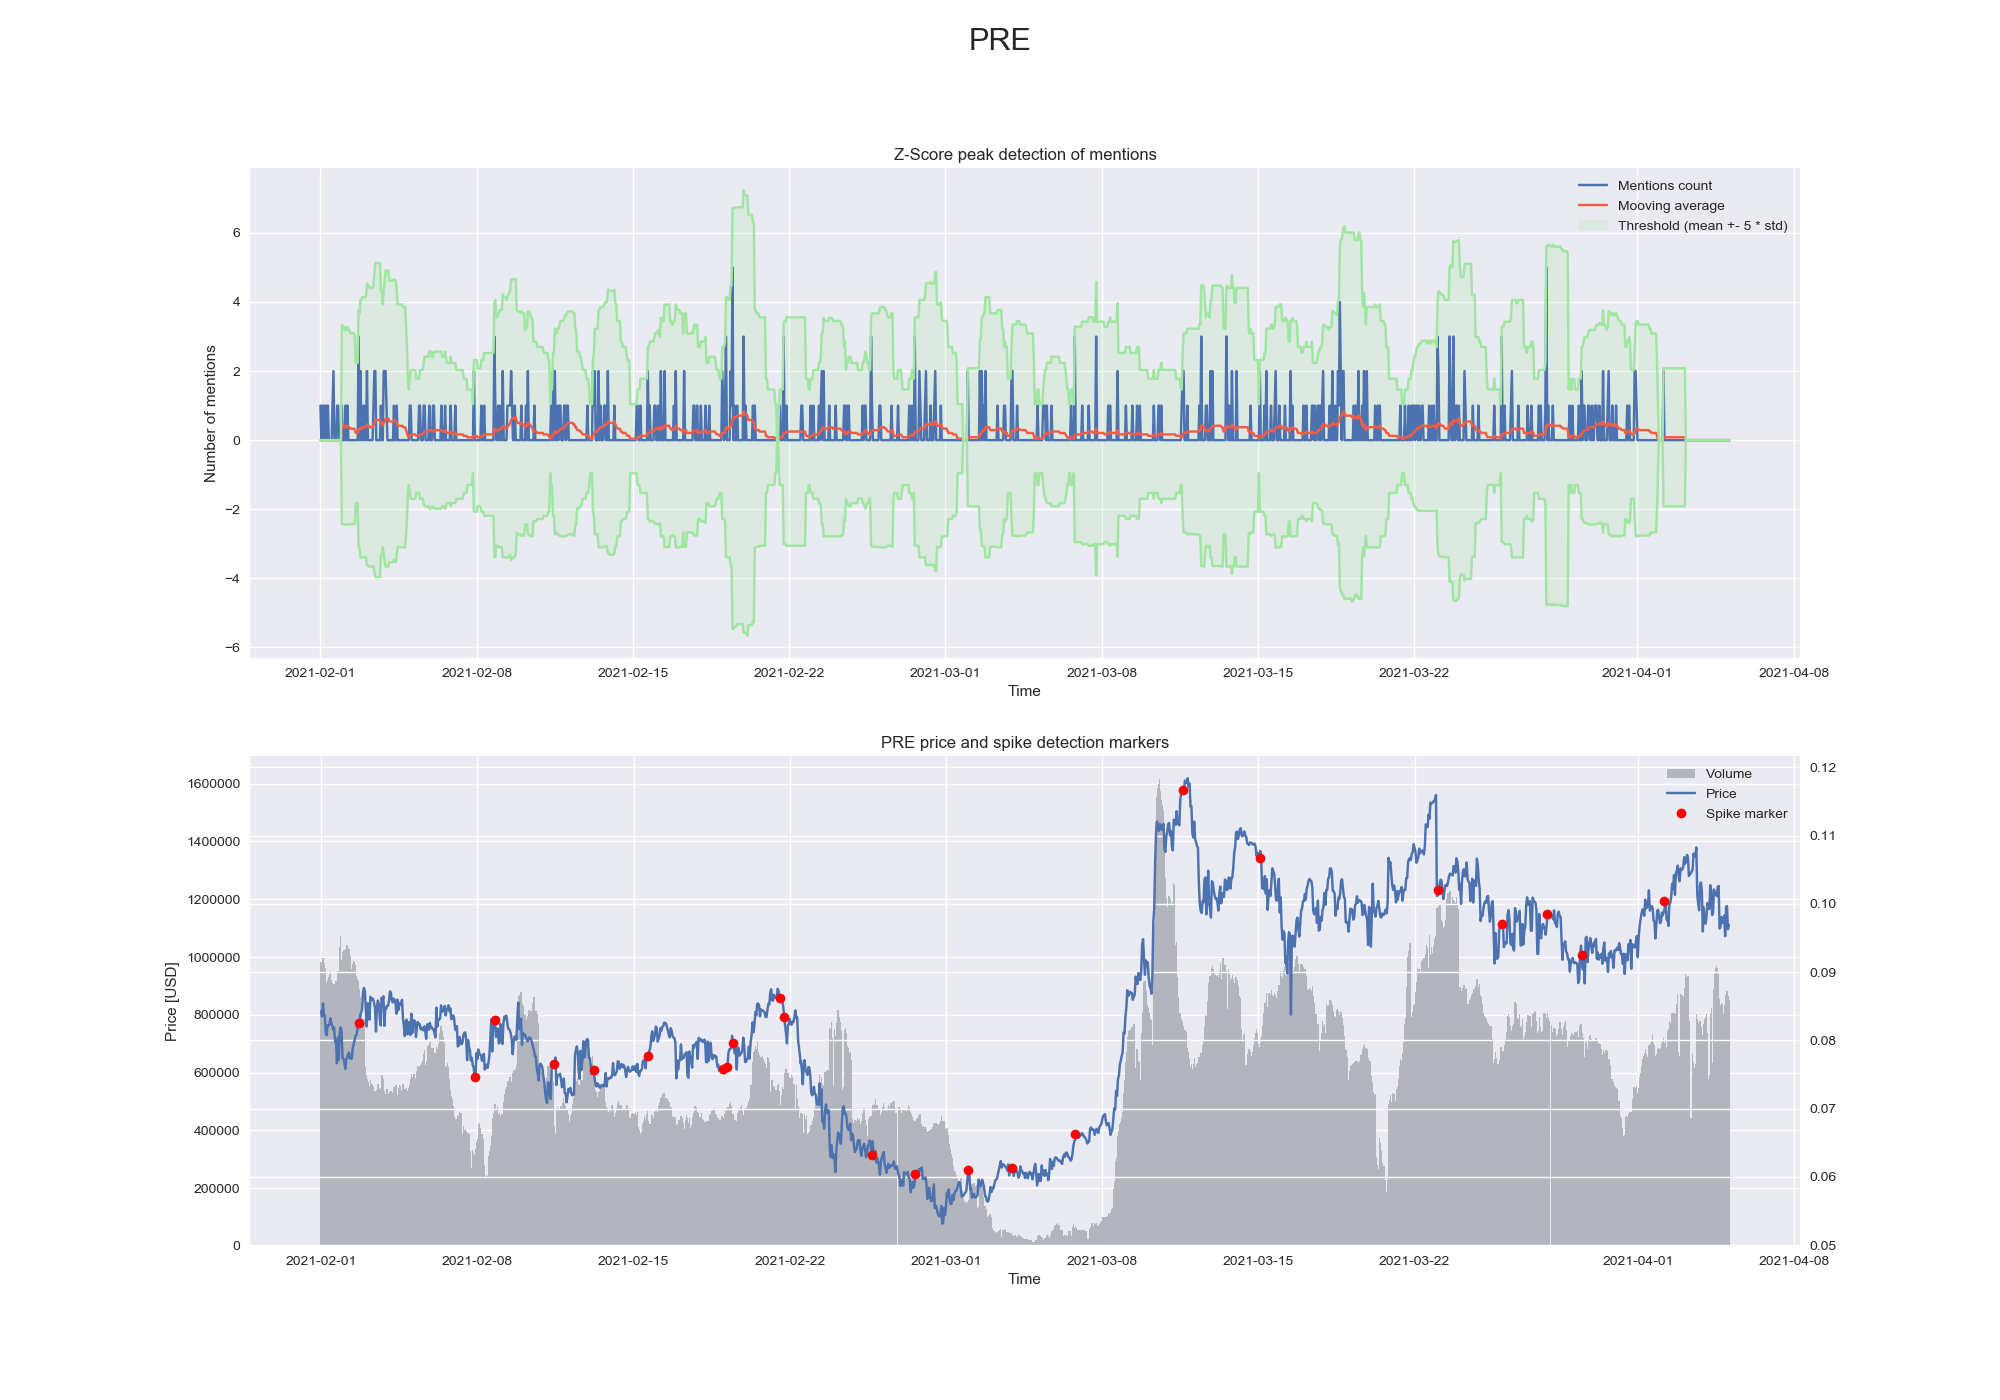 PRE
Z-Score peak detection of mentions
Mentions count
Mooving average
Threshold (mean +- 5 * std)
Number of mentions
6
4
2
0
−2
−4
−6
2021-02-01 2021-02-08 2021-02-15 2021-02-22 2021-03-01 2021-03-08 2021-03-15 2021-03-22 2021-04-01 2021-04-08
Time
PRE price and spike detection markers
Volume
Price
Spike marker
Price [USD]
1600000
1400000
1200000
1000000
800000
600000
400000
200000
0
0.12
0.11
0.10
0.09
0.08
0.07
0.06
0.05
2021-02-01 2021-02-08 2021-02-15 2021-02-22 2021-03-01 2021-03-08 2021-03-15 2021-03-22 2021-04-01 2021-04-08
Time